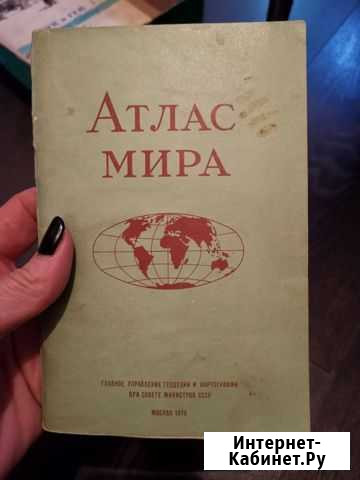 АТЛАС
МИРА
ГЛАВНОЕ УПРАВЛЕНИЕ ГЕОДЕЗИИ И КАРТОГРАФИИ
ПРИ СОВЕТЕ МИНИСТРОВ СССР
МОСКВА
Интернет-
Кабинет.Ру